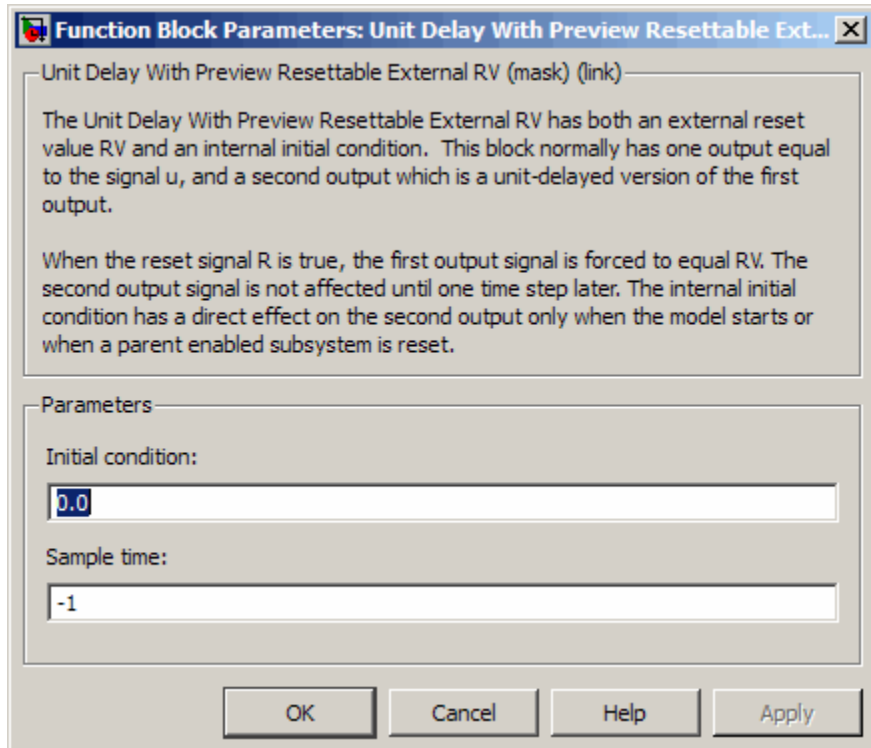 Function Block Parameters: Unit Delay With Preview Resettable Ext...
Unit Delay With Preview Resettable External RV (mask) (link)
The Unit Delay With Preview Resettable External RV has both an external reset
value RV and an internal initial condition.  This block normally has one output equal
to the signal u, and a second output which is a unit-delayed version of the first
output.
When the reset signal R is true, the first output signal is forced to equal RV. The
second output signal is not affected until one time step later. The internal initial
condition has a direct effect on the second output only when the model starts or
when a parent enabled subsystem is reset.
Parameters
Initial condition:
0.0
Sample time:
-1
OK Cancel Help Apply